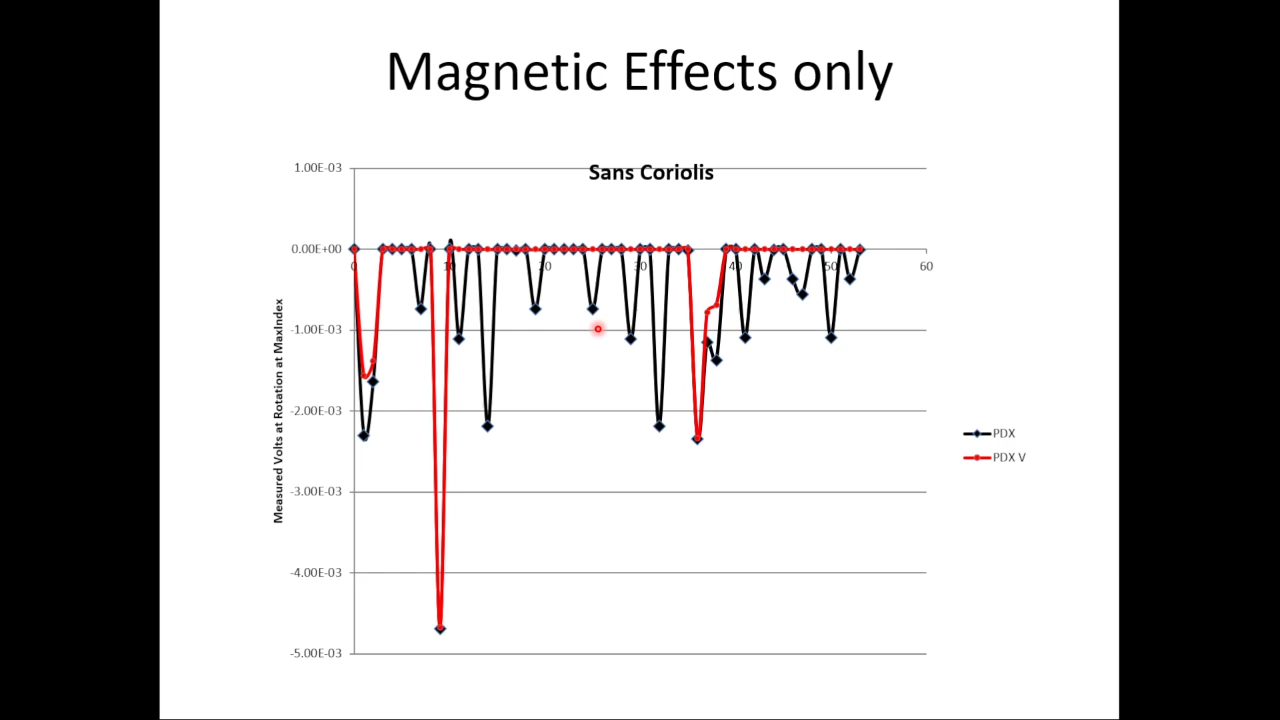 Magnetic Effects only
Sans Coriolis
1.00E-03
0.00E+00
0
10
20
30
40
50
60
-1.00E-03
-2.00E-03
-3.00E-03
-4.00E-03
-5.00E-03
Measured Volts at Rotation at MaxIndex
PDX
PDX V